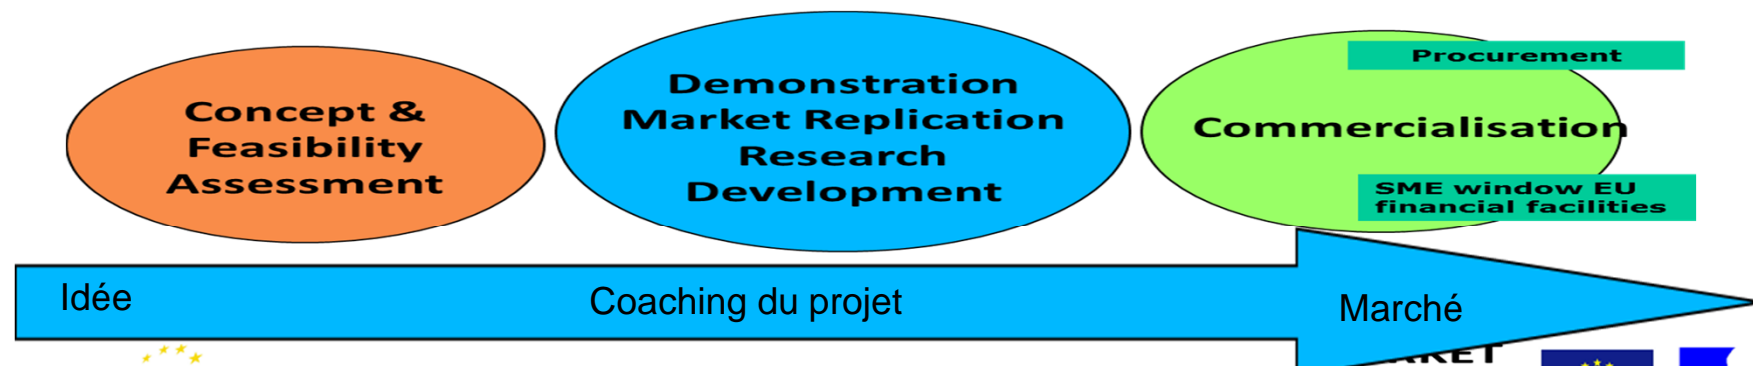 Concept &
Feasibility
Assessment
Demonstration
Market Replication
Research
Development
Procurement
Commercialisation
SME window EU
financial facilities
Idée
Coaching du projet
Marché